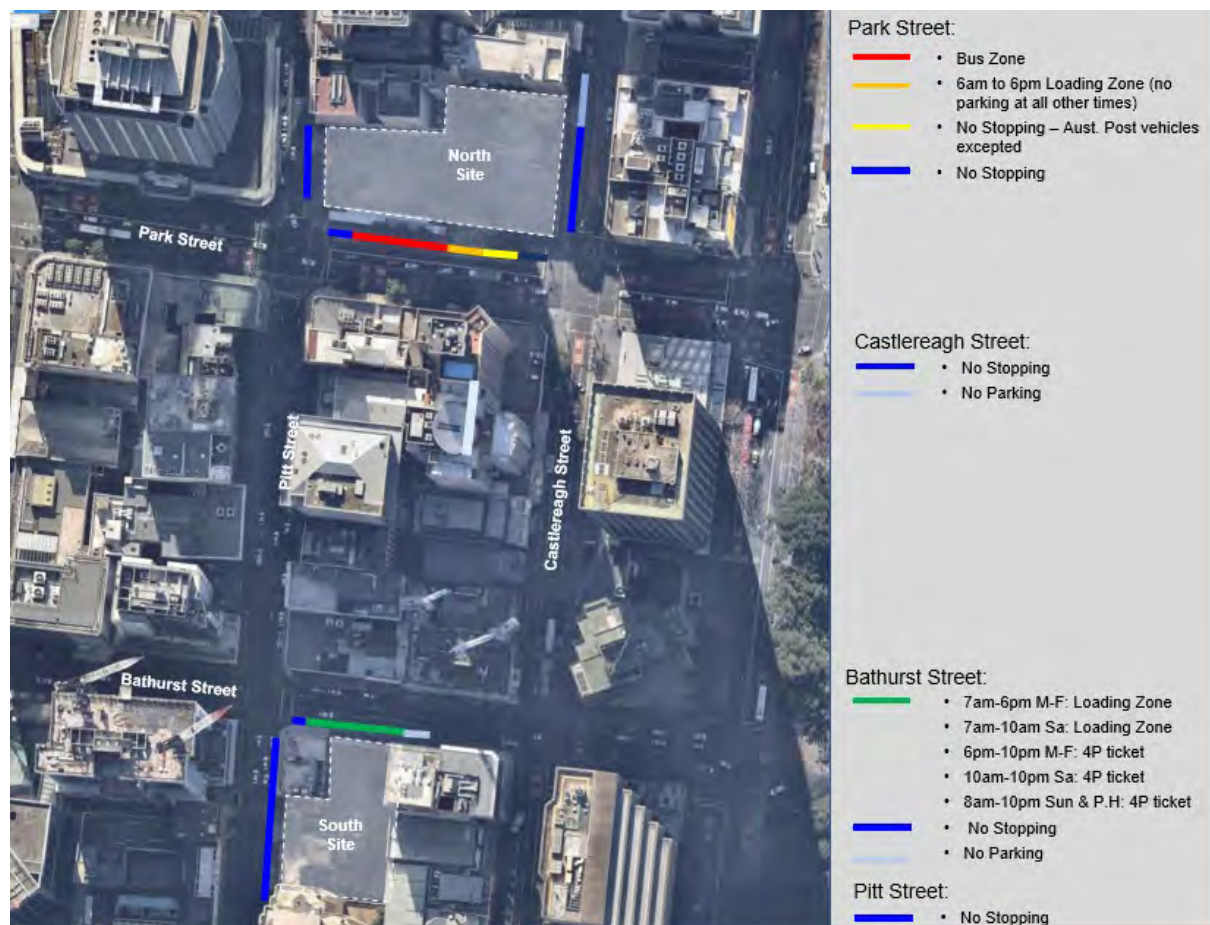 North
Site
Park Street
Pitt Street
Castlereagh Street
Bathurst Street
South
Site
Park Street:
• Bus Zone
• 6am to 6pm Loading Zone (no
parking at all other times)
• No Stopping – Aust. Post vehicles
excepted
• No Stopping
Castlereagh Street:
• No Stopping
• No Parking
Bathurst Street:
• 7am-6pm M-F: Loading Zone
• 7am-10am Sa: Loading Zone
• 6pm-10pm M-F: 4P ticket
• 10am-10pm Sa: 4P ticket
• 8am-10pm Sun & P.H: 4P ticket
• No Stopping
• No Parking
Pitt Street:
• No Stopping